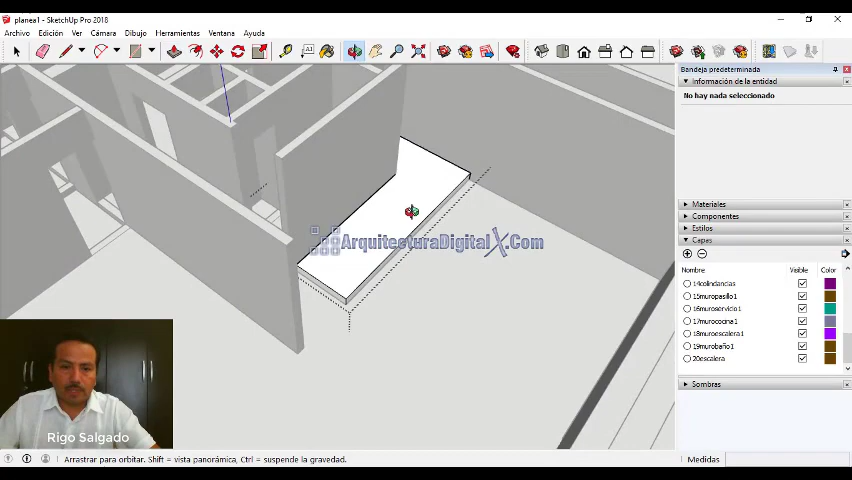 planea1 - SketchUp Pro 2018
Archivo Edición Ver Cámara Dibujo Herramientas Ventana Ayuda
Bandeja predeterminada
Información de la entidad
No hay nada seleccionado
ArquitecturaDigitalX.Com
Materiales
Componentes
Estilos
Capas
Nombre Visible Color
14colindancias
15muropasillo1
16muroservicio1
17murococina1
18muroescalera1
19murobaño1
20escalera
Sombras
Rigo Salgado
Arrastrar para orbitar. Shift = vista panorámica, Ctrl = suspende la gravedad.
Medidas